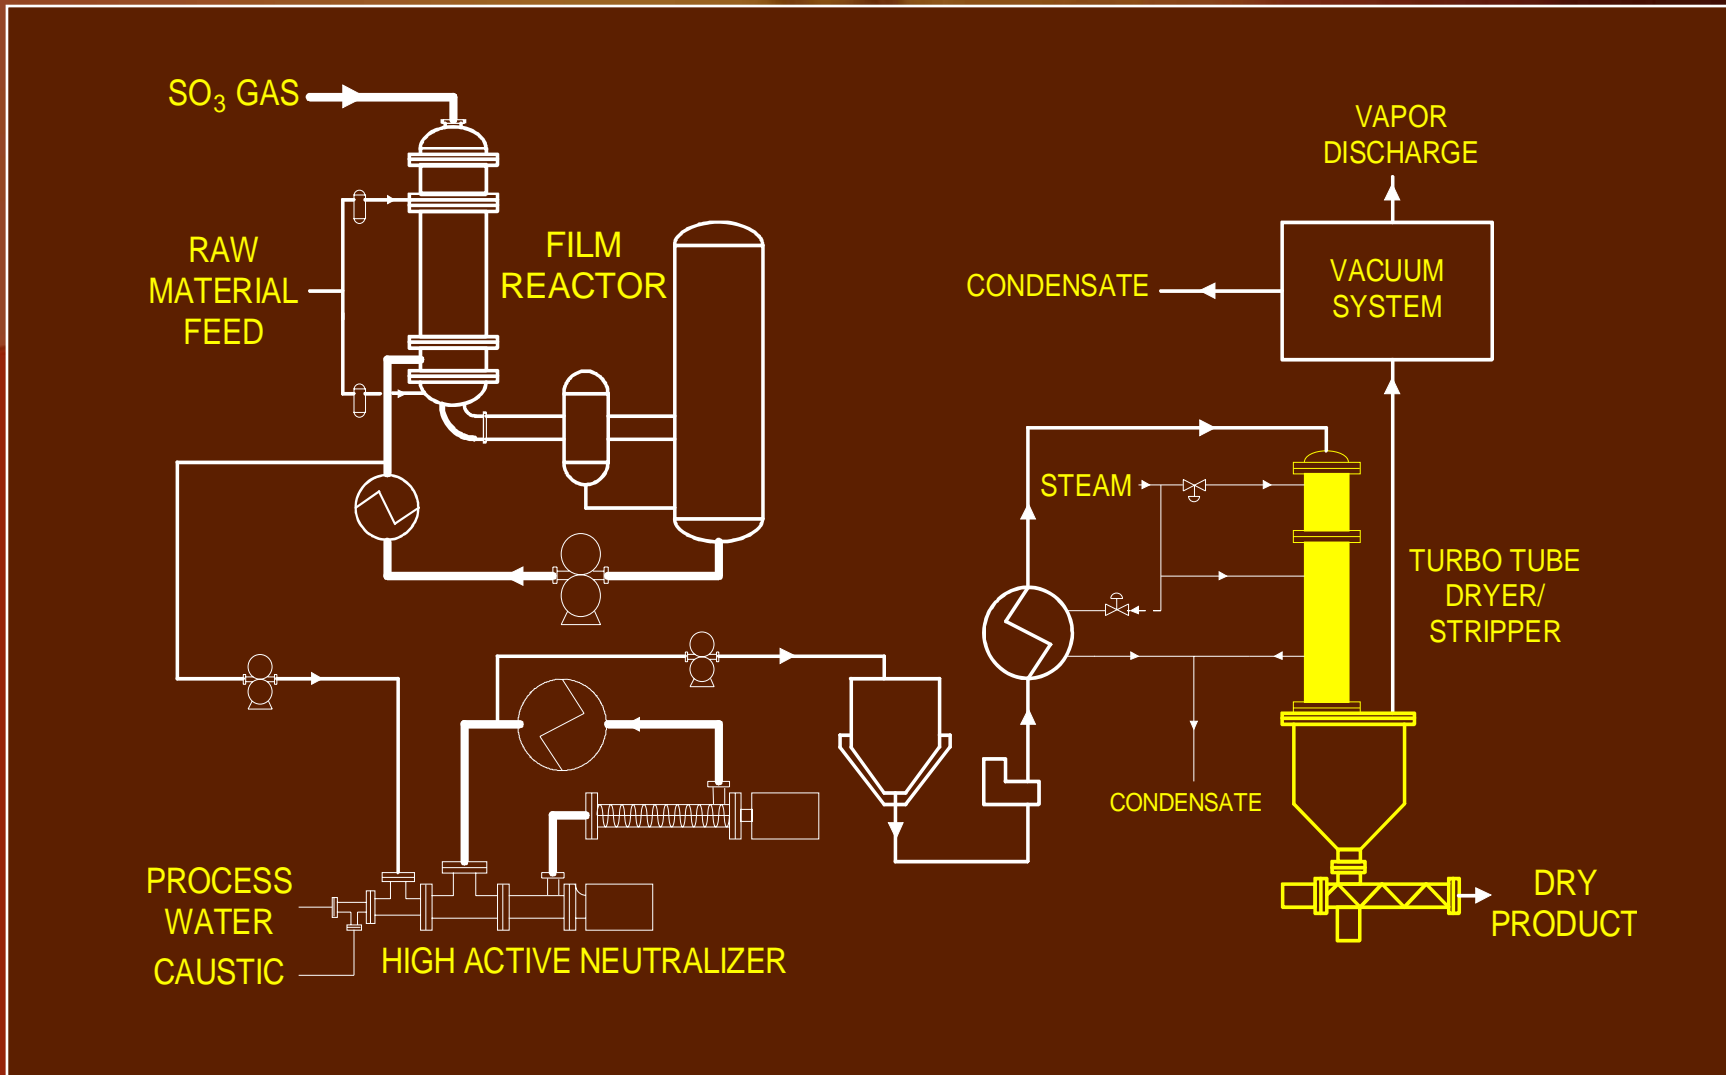 SO₃ GAS
RAW
MATERIAL
FEED
FILM
REACTOR
VAPOR
DISCHARGE
CONDENSATE
VACUUM
SYSTEM
STEAM
TURBO TUBE
DRYER/
STRIPPER
CONDENSATE
PROCESS
WATER
CAUSTIC
HIGH ACTIVE NEUTRALIZER
DRY
PRODUCT